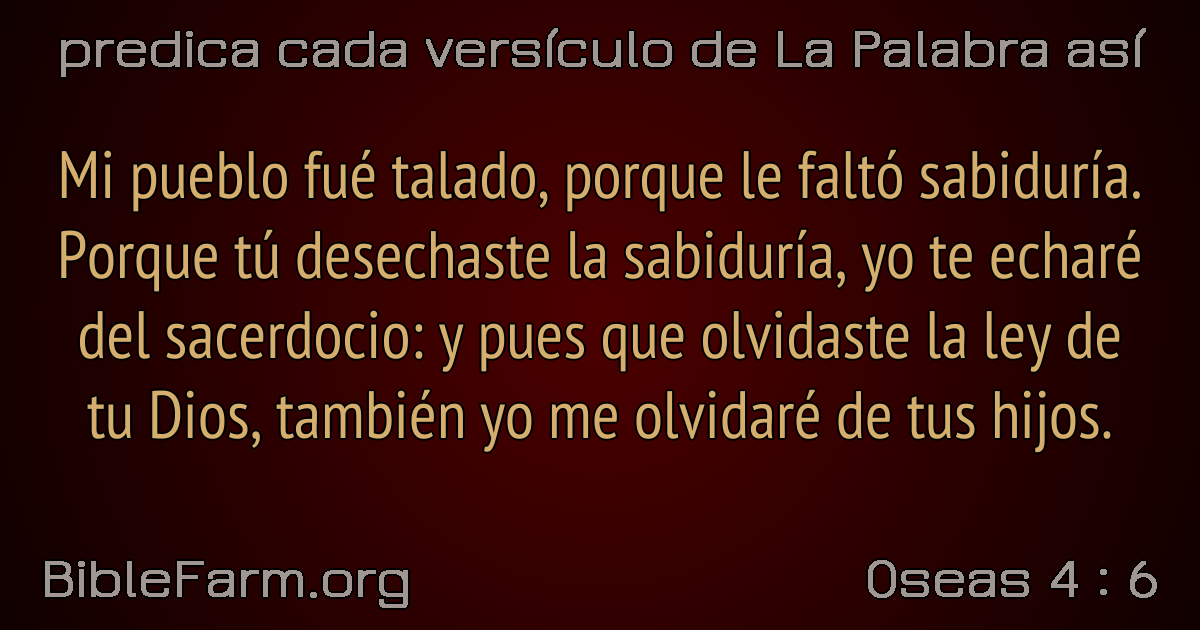 predica cada versículo de La Palabra así
Mi pueblo fué talado, porque le faltó sabiduría.
Porque tú desechaste la sabiduría, yo te echaré
del sacerdocio: y pues que olvidaste la ley de
tu Dios, también yo me olvidaré de tus hijos.
BibleFarm.org
Oseas 4 : 6